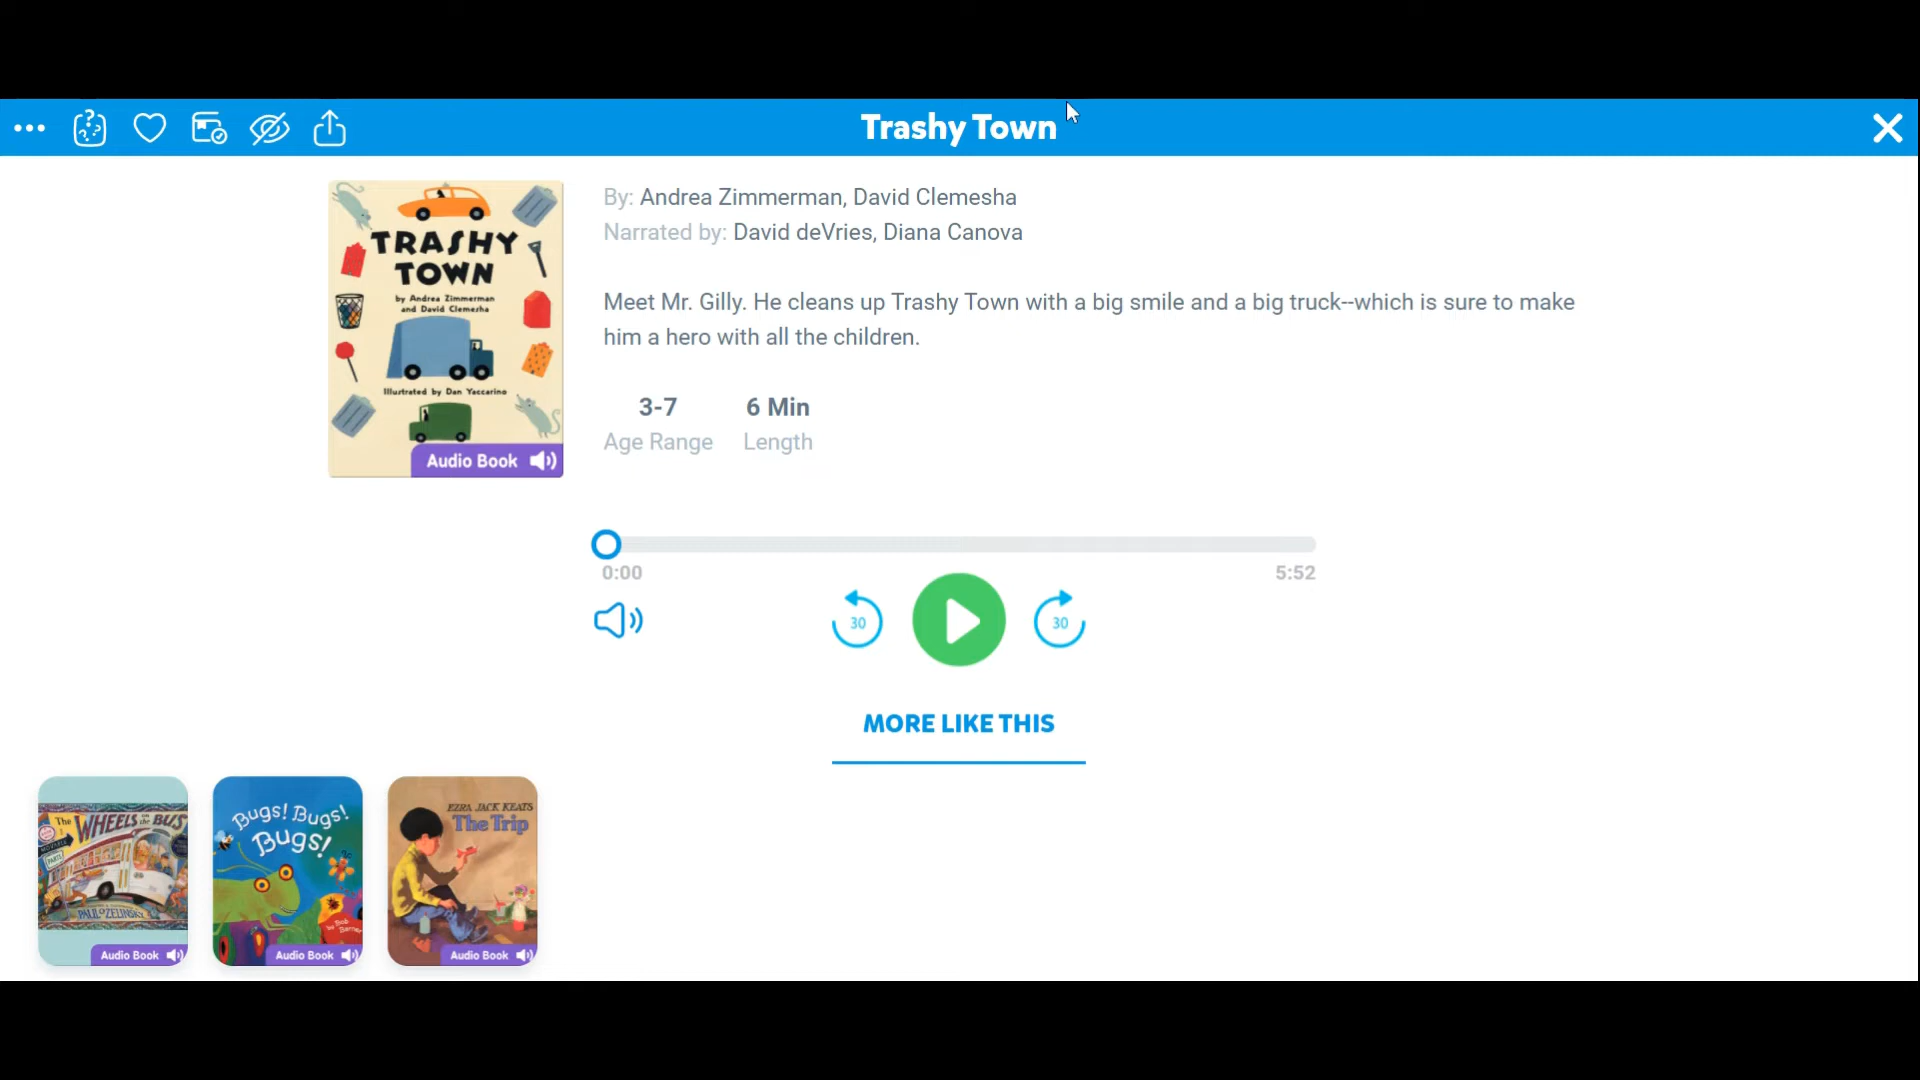 Trashy Town
TRASHY
TOWN
by Andrea Zimmerman
and David Clemesha
Illustrated by Dan Yaccarino
Audio Book
By: Andrea Zimmerman, David Clemesha
Narrated by: David deVries, Diana Canova
Meet Mr. Gilly. He cleans up Trashy Town with a big smile and a big truck--which is sure to make
him a hero with all the children.
3-7 6 Min
Age Range Length
0:00 5:52
30 30
MORE LIKE THIS
The WHEELS on the BUS
PARTS
PAUL O. ZELINSKY
Audio Book
Bugs! Bugs!
Bugs!
by Bob
Barner
Audio Book
EZRA JACK KEATS
The Trip
Audio Book